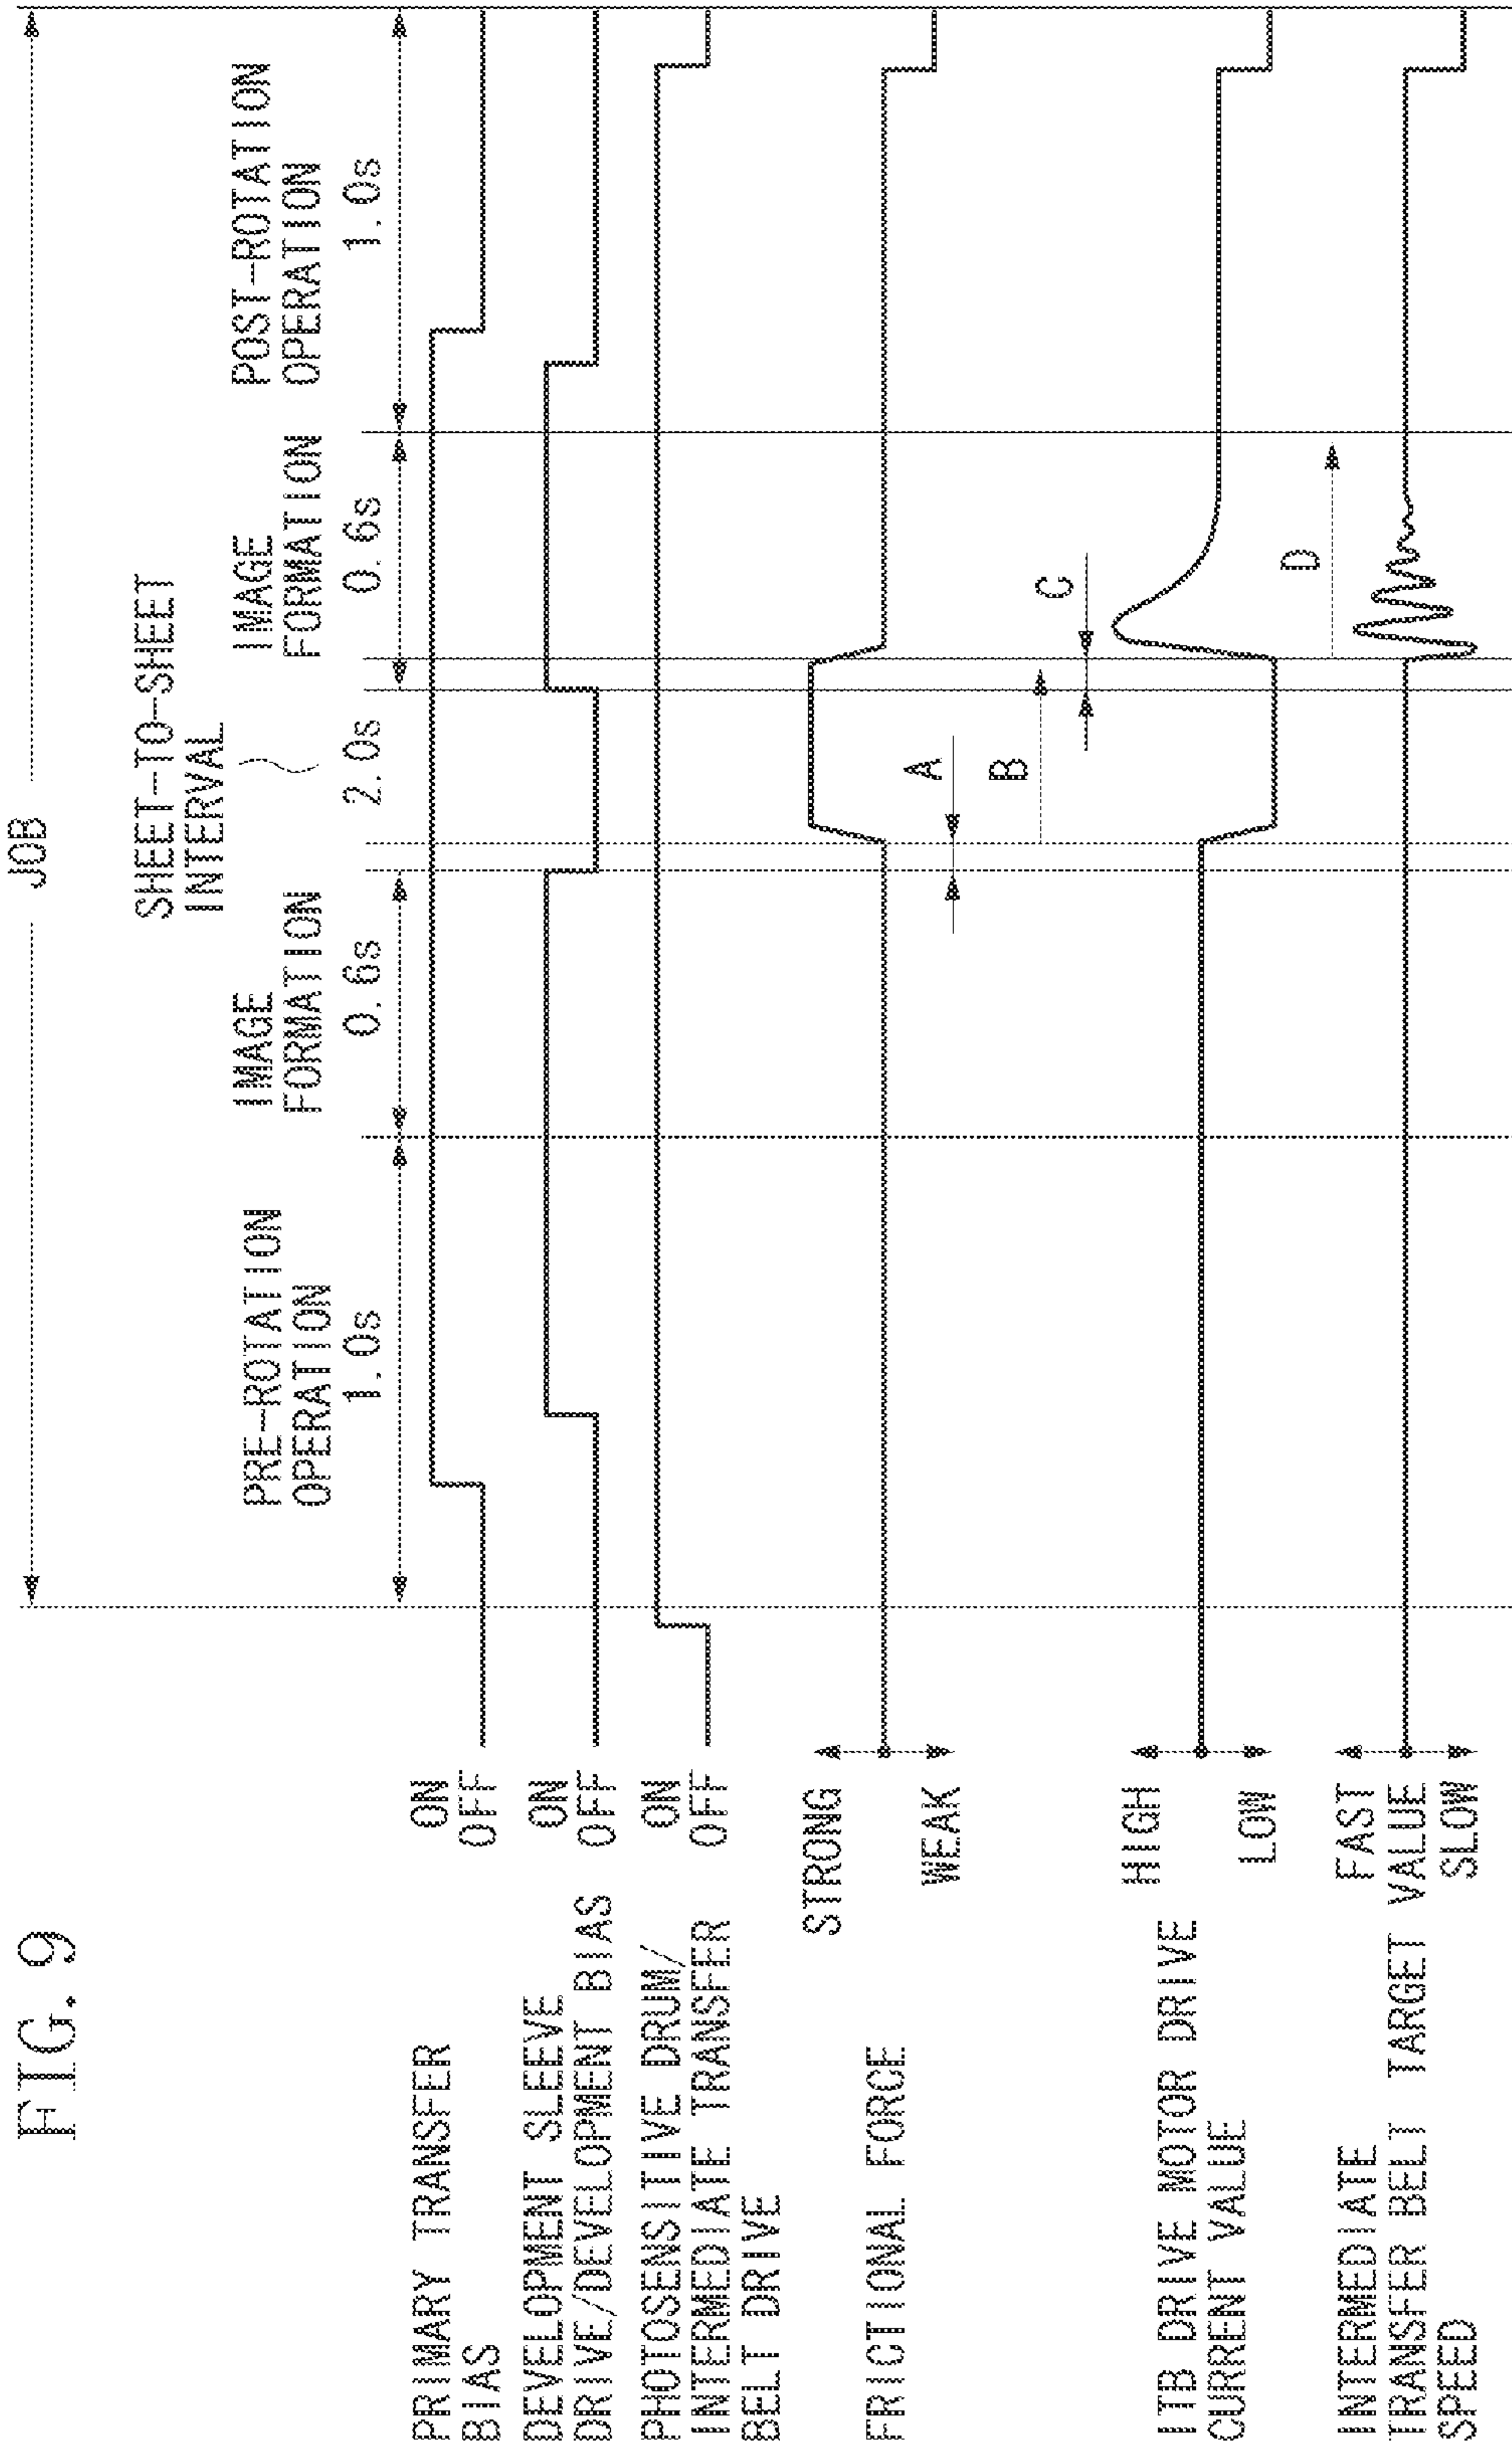 FIG. 9
JOB
SHEET-TO-SHEET
INTERVAL
PRE-ROTATION
OPERATION
1.0s
IMAGE
FORMATION
0.6s
2.0s
IMAGE
FORMATION
0.6s
POST-ROTATION
OPERATION
1.0s
PRIMARY TRANSFER
BIAS
ON
OFF
DEVELOPMENT SLEEVE
DRIVE/DEVELOPMENT BIAS
ON
OFF
PHOTOSENSITIVE DRUM/
INTERMEDIATE TRANSFER
BELT DRIVE
ON
OFF
FRICTIONAL FORCE
STRONG
WEAK
A
B
C
ITB DRIVE MOTOR DRIVE
CURRENT VALUE
HIGH
LOW
D
INTERMEDIATE
TRANSFER BELT
SPEED
FAST
TARGET VALUE
SLOW